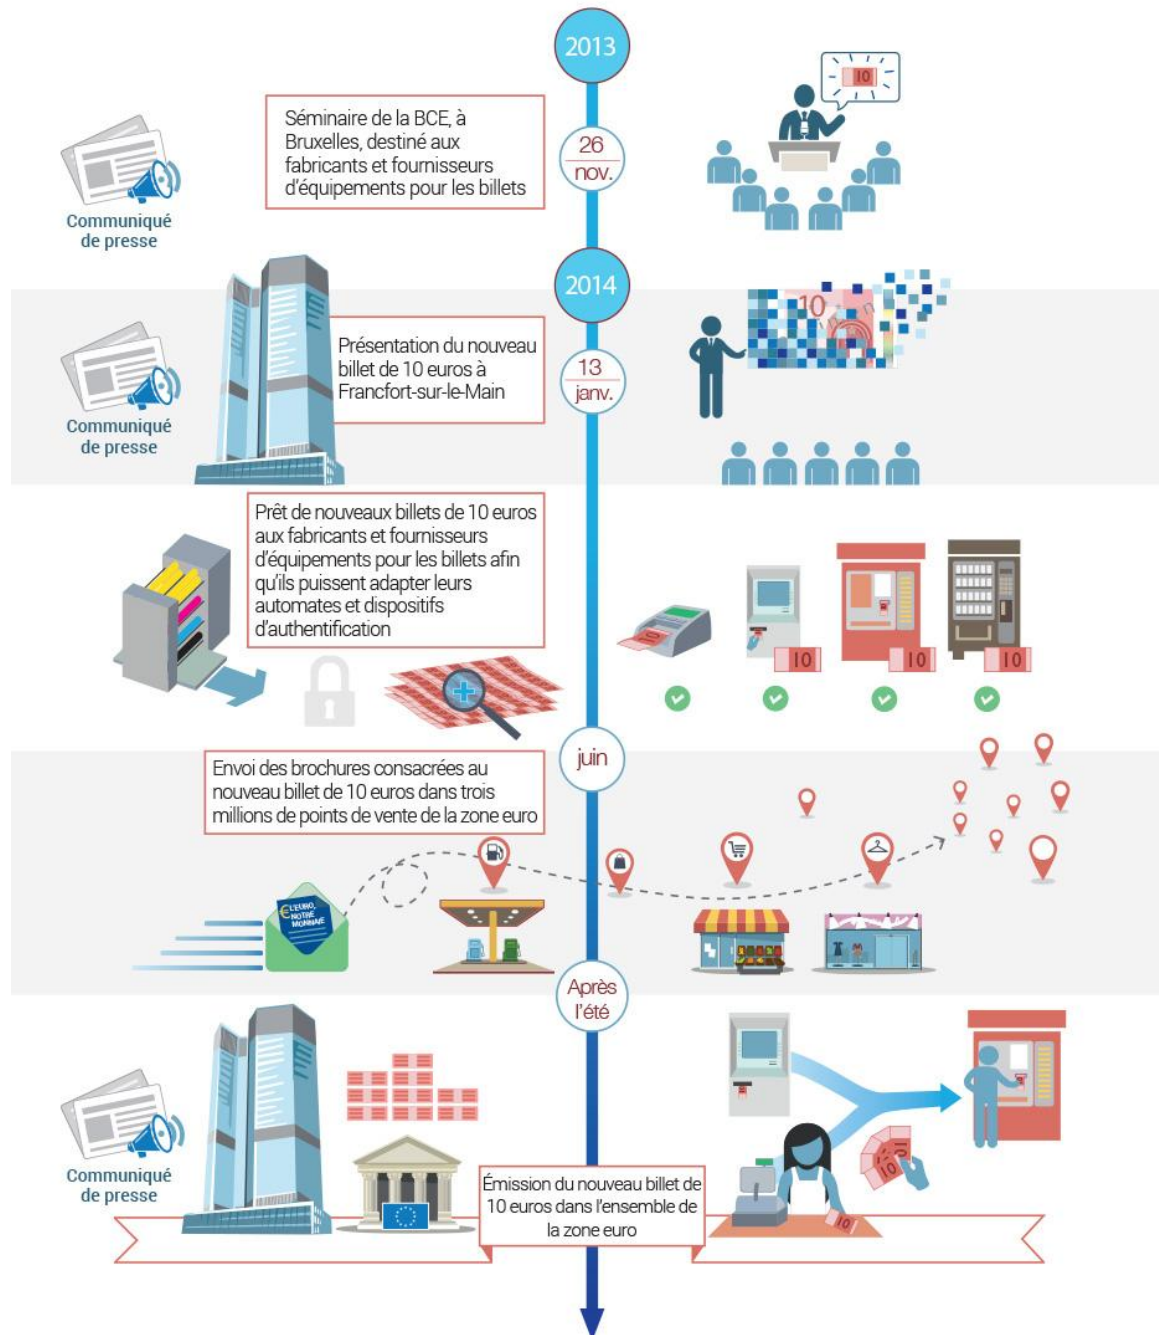 2013
10
Séminaire de la BCE, à
Bruxelles, destiné aux
fabricants et fournisseurs
d'équipements pour les billets
26
nov.
Communiqué
de presse
2014
10
Présentation du nouveau
billet de 10 euros à
Francfort-sur-le-Main
13
janv.
Communiqué
de presse
Prêt de nouveaux billets de 10 euros
aux fabricants et fournisseurs
d'équipements pour les billets afin
qu'ils puissent adapter leurs
automates et dispositifs
d'authentification
10
10
10
10
juin
Envoi des brochures consacrées au
nouveau billet de 10 euros dans trois
millions de points de vente de la zone euro
€ L'EURO,
NOTRE
MONNAIE
Après
l'été
Communiqué
de presse
Émission du nouveau billet de
10 euros dans l'ensemble de
la zone euro
10
10
10